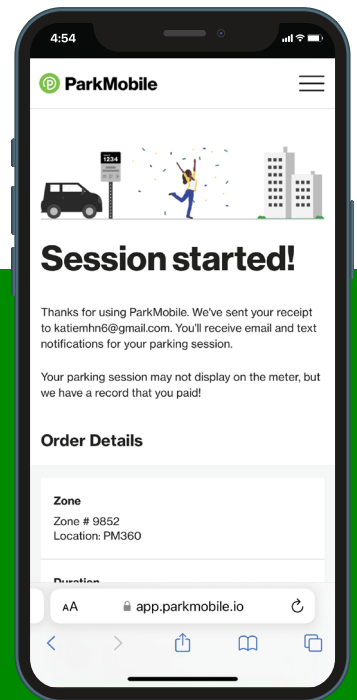 4:54
ParkMobile
1234
Session started!
Thanks for using ParkMobile. We've sent your receipt
to katiemhn6@gmail.com. You'll receive email and text
notifications for your parking session.
Your parking session may not display on the meter, but
we have a record that you paid!
Order Details
Zone
Zone # 9852
Location: PM360
Duration
AA app.parkmobile.io